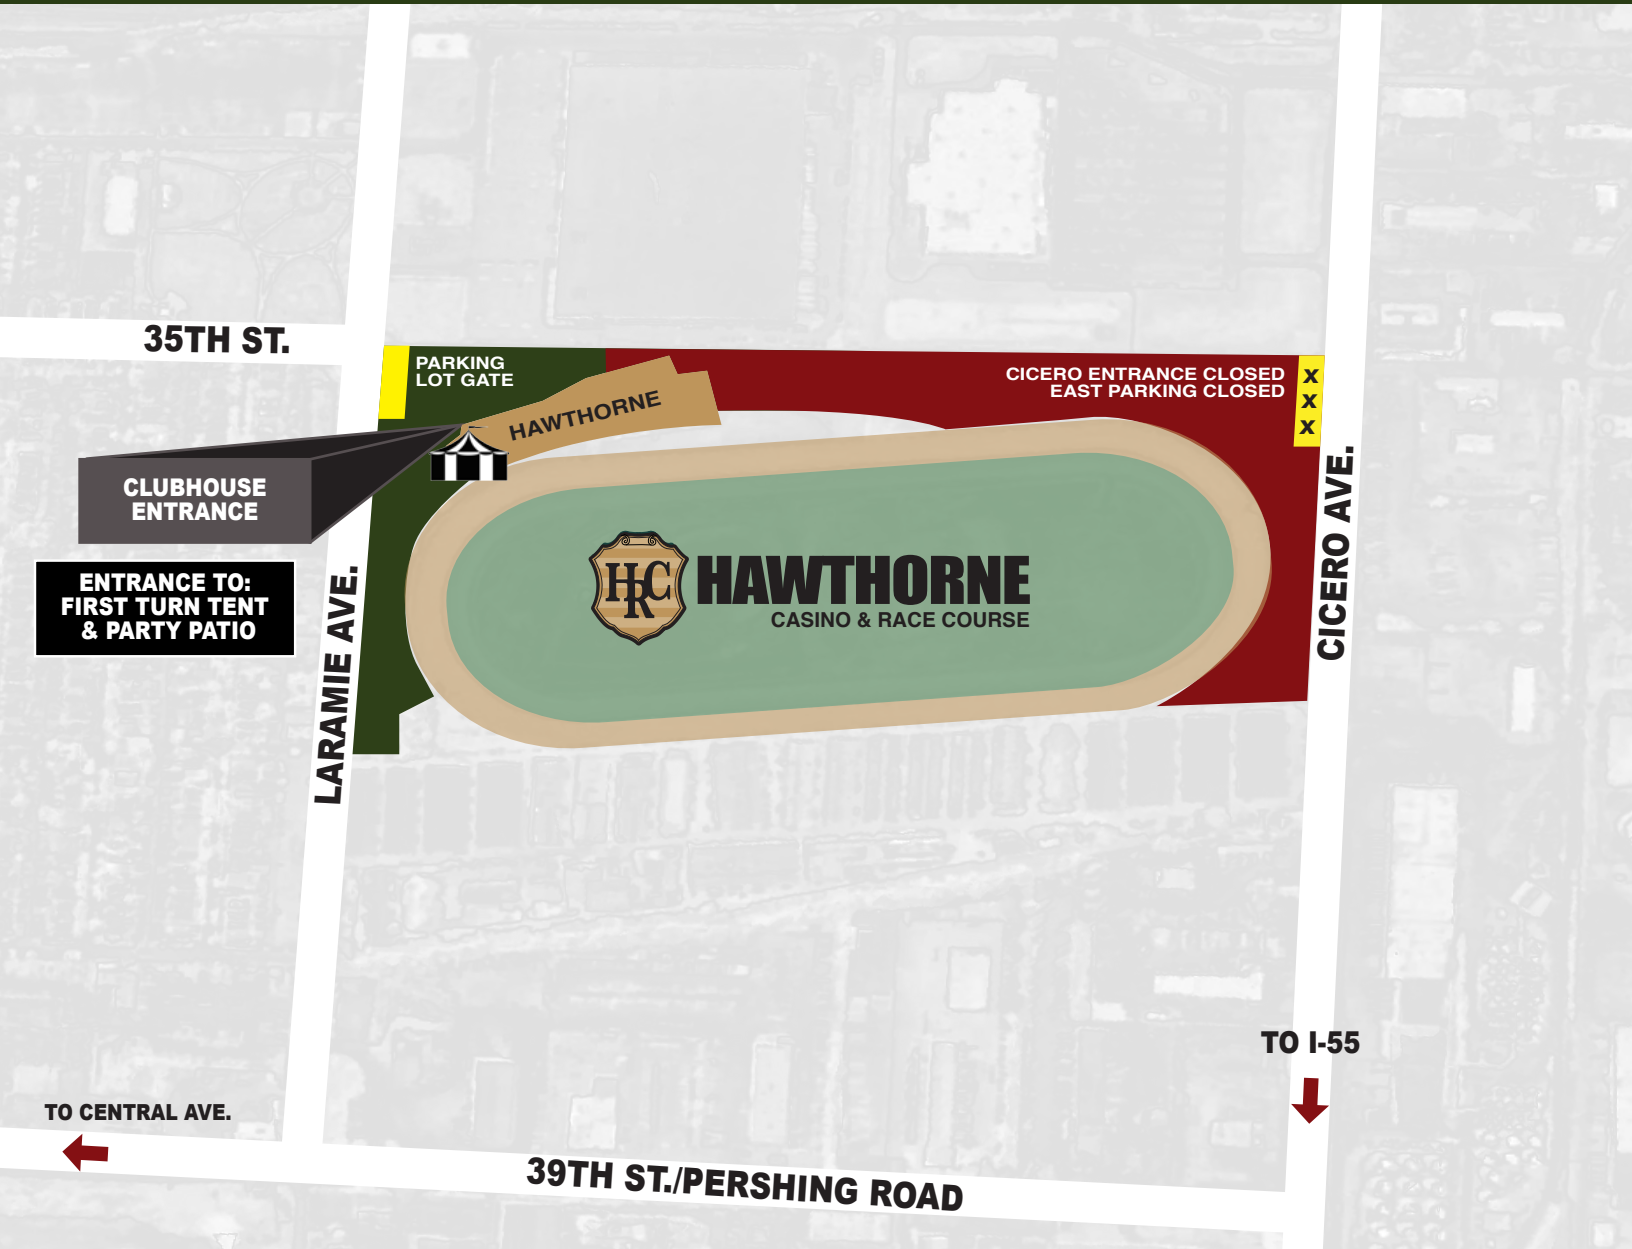 35TH ST.
PARKING
LOT GATE
HAWTHORNE
CICERO ENTRANCE CLOSED
EAST PARKING CLOSED
X
X
X
CLUBHOUSE
ENTRANCE
ENTRANCE TO:
FIRST TURN TENT
& PARTY PATIO
LARAMIE AVE.
HRC
HAWTHORNE
CASINO & RACE COURSE
CICERO AVE.
TO I-55
TO CENTRAL AVE.
39TH ST./PERSHING ROAD